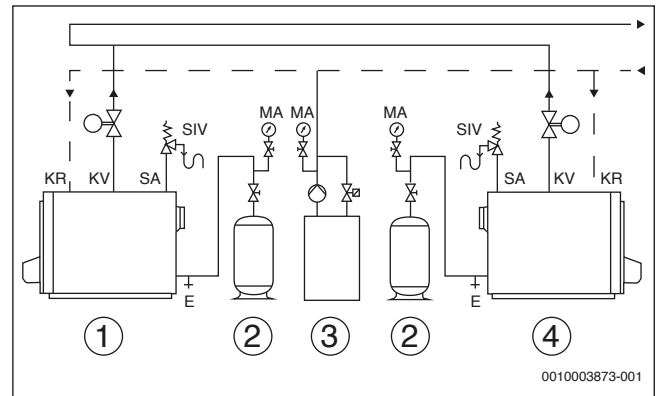 MA MA MA
SIV SIV
KR KV SA SA KV KR
E E
1 2 3 2 4
0010003873-001